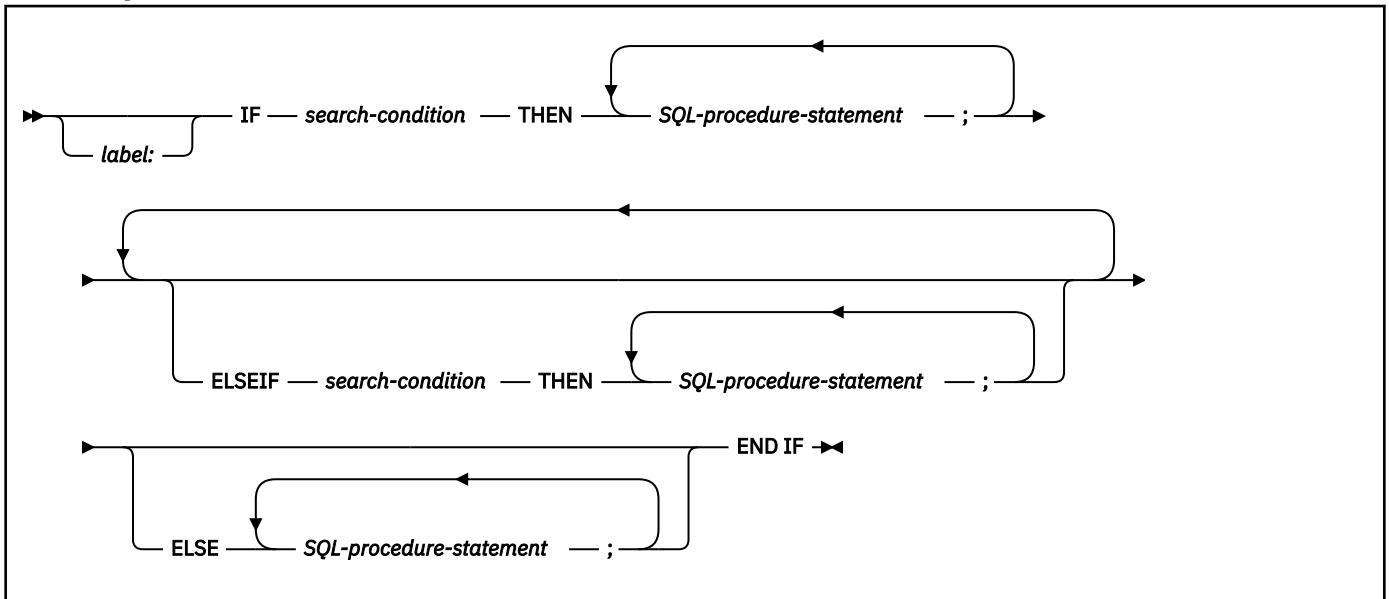 IF search-condition THEN SQL-procedure-statement ;
label:
ELSEIF search-condition THEN SQL-procedure-statement ;
END IF
ELSE SQL-procedure-statement ;